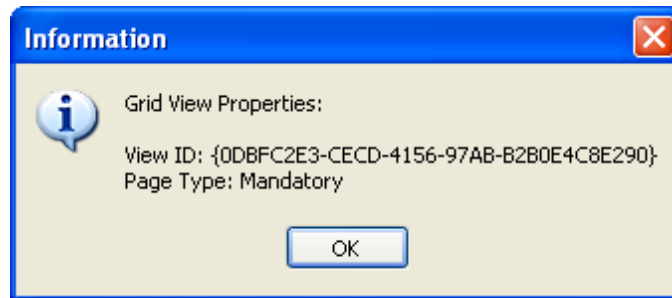 Information
Grid View Properties:
View ID: {0DBFC2E3-CECD-4156-97AB-B2B0E4C8E290}
Page Type: Mandatory
OK